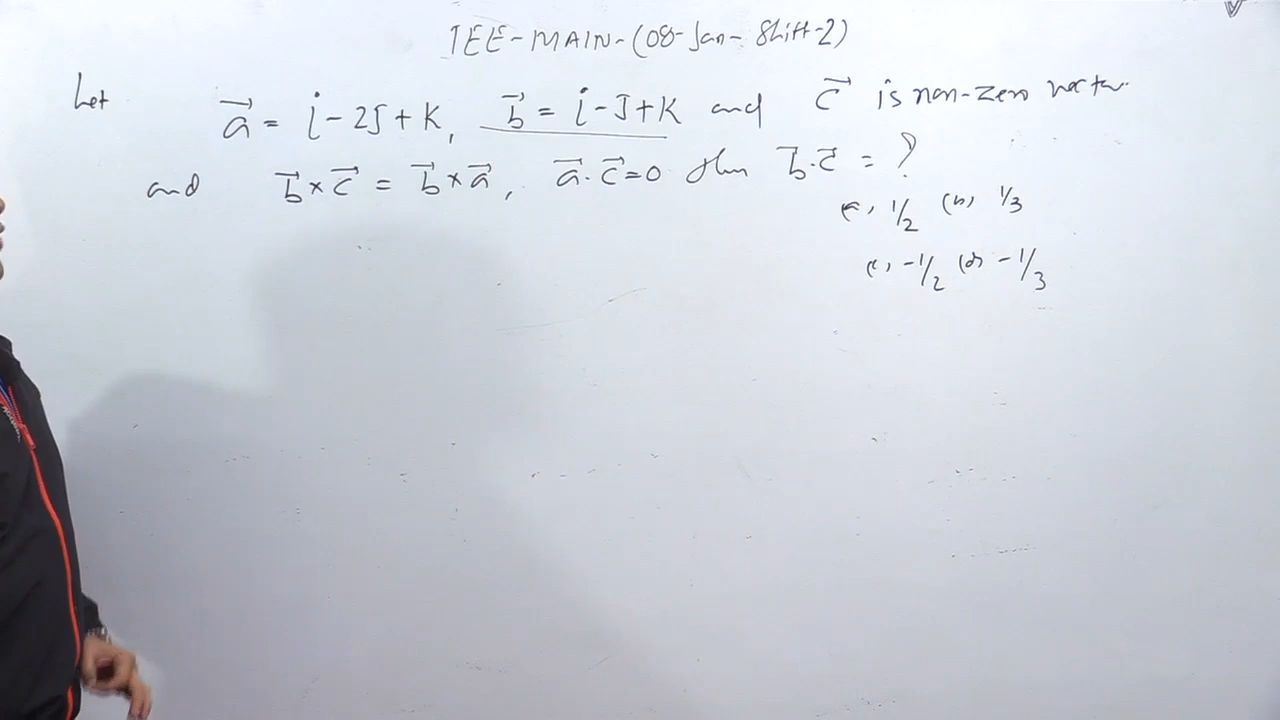 JEE-MAIN-(08-Jan-Shift-2)
Let a⃗ = i - 2J + K, b⃗ = i - J + K and c⃗ is non-zero vector.
and b⃗ × c⃗ = b⃗ × a⃗, a⃗ . c⃗ = 0 then b⃗ . c⃗ = ?
(a) 1/2 (b) 1/3
(c) -1/2 (d) -1/3